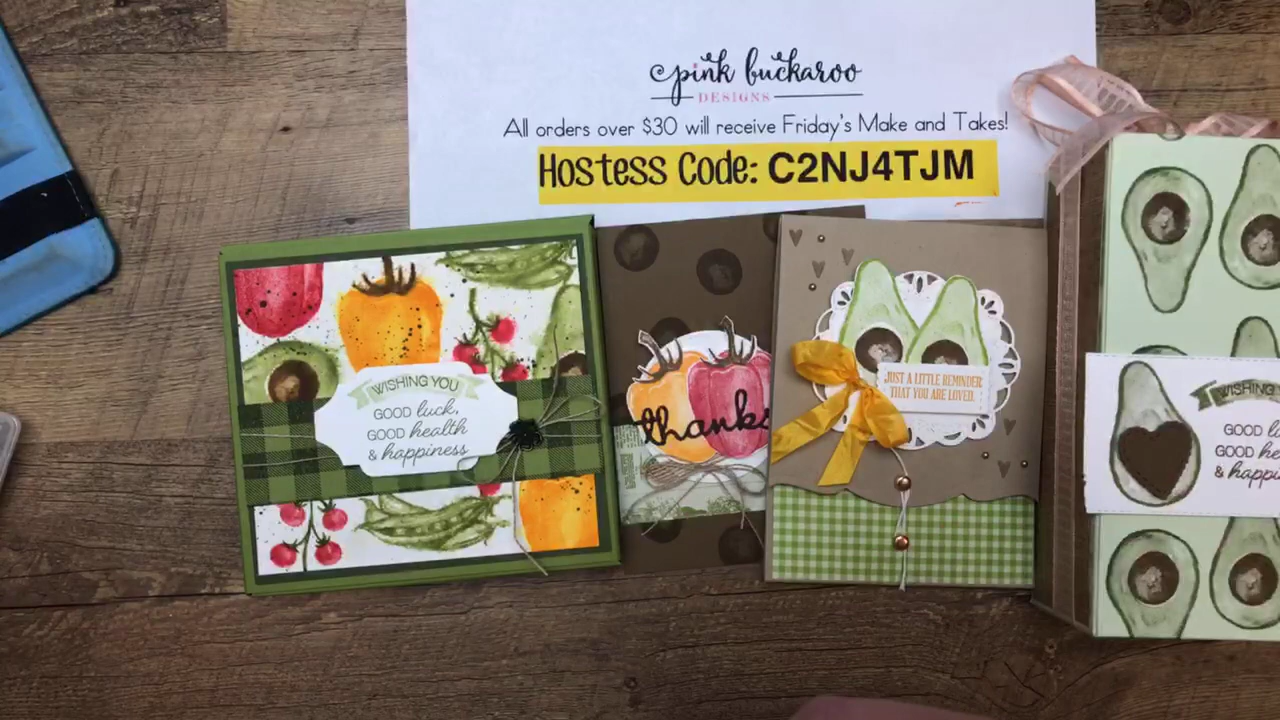 pink buckaroo
DESIGNS
All orders over $30 will receive Friday's Make and Takes!
Hostess Code: C2NJ4TJM
WISHING YOU
GOOD luck,
GOOD health
& happiness
thanks
JUST A LITTLE REMINDER
THAT YOU ARE LOVED.
WISHING
GOOD
GOOD
&